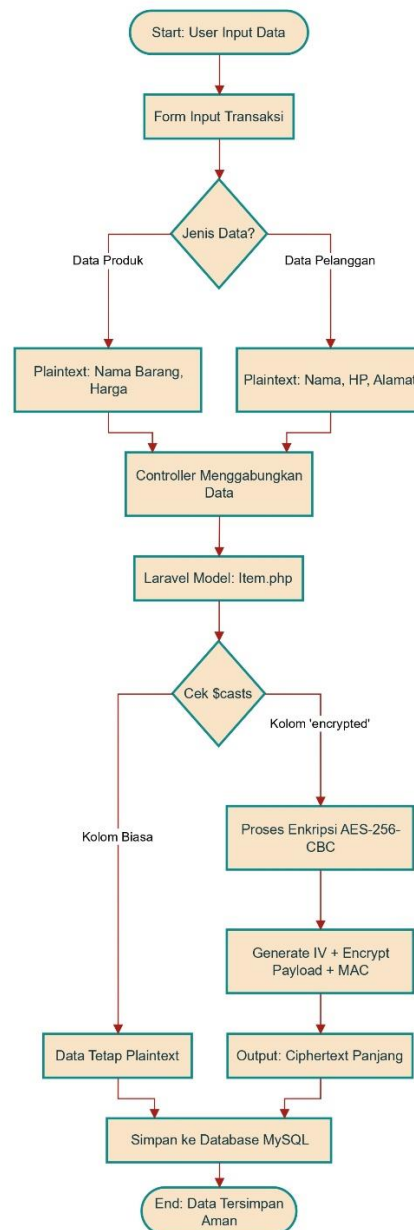 Start: User Input Data
Form Input Transaksi
Jenis Data?
Data Produk
Data Pelanggan
Plaintext: Nama Barang,
Harga
Plaintext: Nama, HP, Alamat
Controller Menggabungkan
Data
Laravel Model: Item.php
Cek $casts
Kolom 'encrypted'
Kolom Biasa
Proses Enkripsi AES-256-
CBC
Generate IV + Encrypt
Payload + MAC
Data Tetap Plaintext
Output: Ciphertext Panjang
Simpan ke Database MySQL
End: Data Tersimpan
Aman